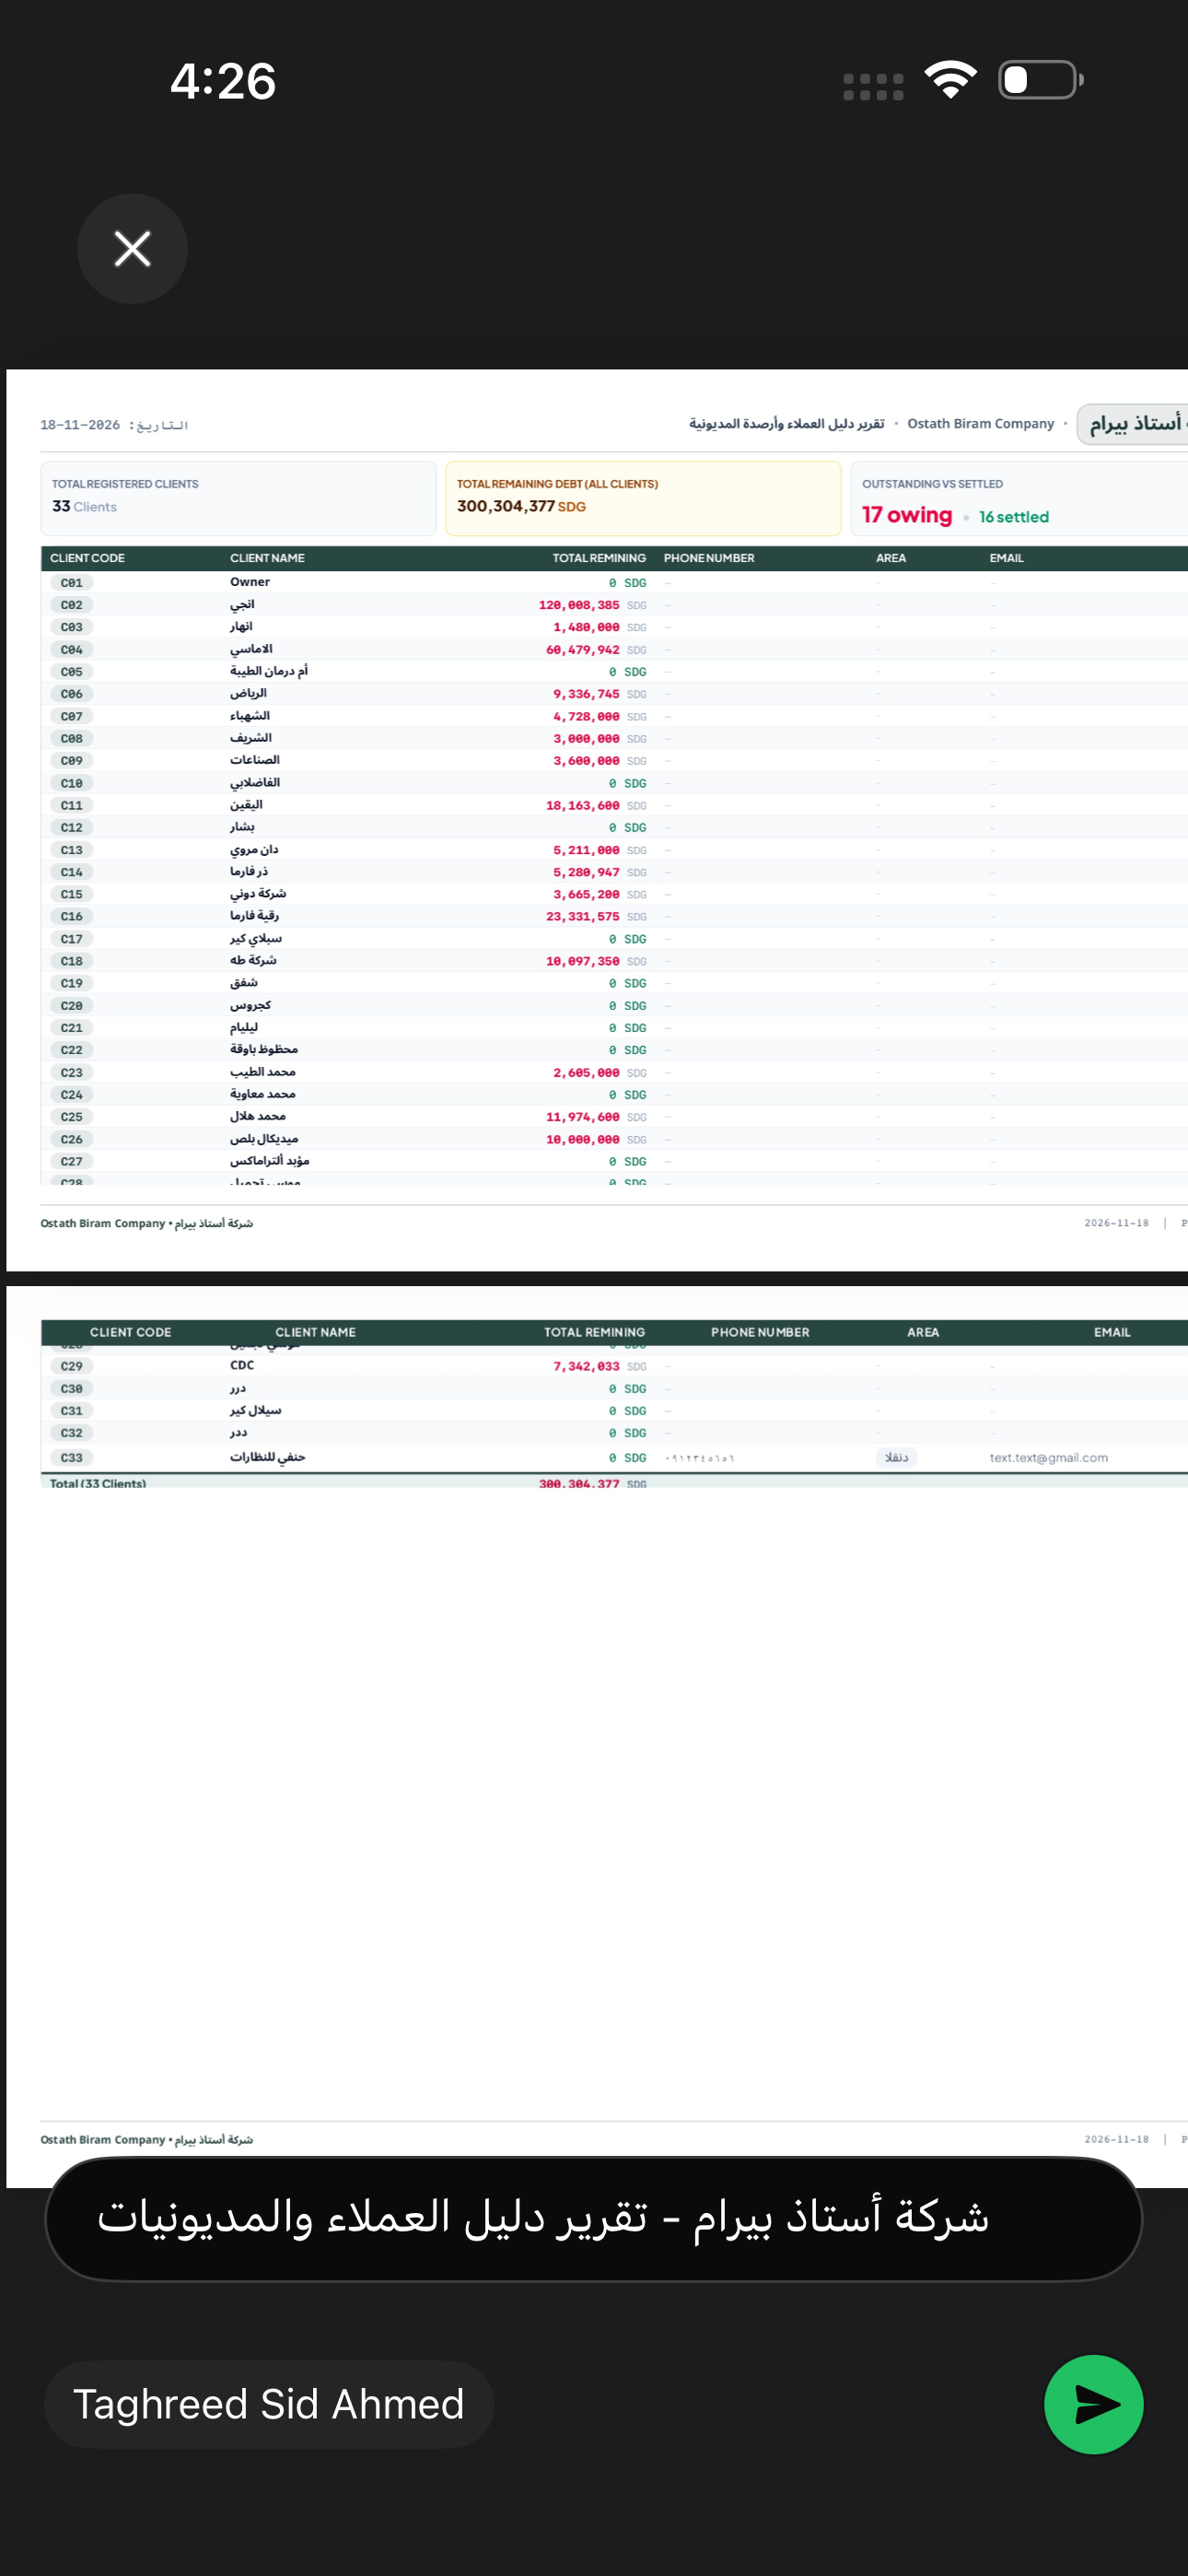 4:26
التاريخ: 2026-11-18
أستاذ بيرام • Ostath Biram Company • تقرير دليل العملاء وأرصدة المديونية
TOTAL REGISTERED CLIENTS
33 Clients
TOTAL REMAINING DEBT (ALL CLIENTS)
300,304,377 SDG
OUTSTANDING VS SETTLED
17 owing • 16 settled
CLIENT CODE CLIENT NAME TOTAL REMINING PHONE NUMBER AREA EMAIL
C01 Owner 0 SDG – - -
C02 انجي 120,008,385 SDG – - -
C03 انهار 1,480,000 SDG – - -
C04 الاماسي 60,479,942 SDG – - -
C05 أم درمان الطيبة 0 SDG – - -
C06 الرياض 9,336,745 SDG – - -
C07 الشهباء 4,728,000 SDG – - -
C08 الشريف 3,000,000 SDG – - -
C09 الصناعات 3,600,000 SDG – - -
C10 الفاضلابي 0 SDG – - -
C11 اليقين 18,163,600 SDG – - -
C12 بشار 0 SDG – - -
C13 دان مروي 5,211,000 SDG – - -
C14 ذر فارما 5,280,947 SDG – - -
C15 شركة دوني 3,665,200 SDG – - -
C16 رقية فارما 23,331,575 SDG – - -
C17 سبلاي كير 0 SDG – - -
C18 شركة طه 10,097,350 SDG – - -
C19 شفق 0 SDG – - -
C20 كجروس 0 SDG – - -
C21 ليليام 0 SDG – - -
C22 محظوظ باوقة 0 SDG – - -
C23 محمد الطيب 2,605,000 SDG – - -
C24 محمد معاوية 0 SDG – - -
C25 محمد هلال 11,974,600 SDG – - -
C26 ميديكال بلص 10,000,000 SDG – - -
C27 مؤيد ألتراماكس 0 SDG – - -
C28 موسى تجميل 0 SDG
Ostath Biram Company • شركة أستاذ بيرام
2026-11-18 | P
CLIENT CODE CLIENT NAME TOTAL REMINING PHONE NUMBER AREA EMAIL
C29 CDC 7,342,033 SDG – - -
C30 درر 0 SDG – - -
C31 سيلال كير 0 SDG – - -
C32 ددر 0 SDG – - -
C33 حنفي للنظارات 0 SDG ٠٩١٢٣٤٥٦٥٦ دنقلا text.text@gmail.com
Total (33 Clients) 300,304,377 SDG
Ostath Biram Company • شركة أستاذ بيرام
2026-11-18 | P
شركة أستاذ بيرام - تقرير دليل العملاء والمديونيات
Taghreed Sid Ahmed